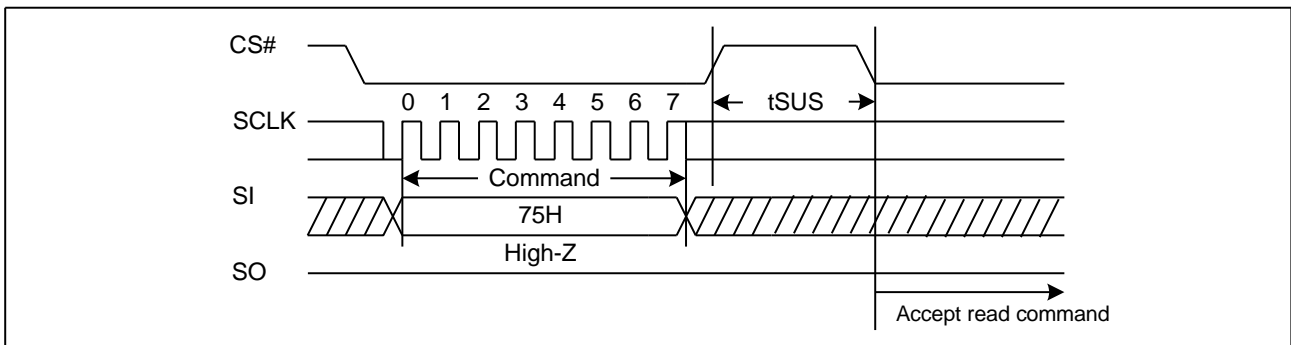 CS#
tSUS
0 1 2 3 4 5 6 7
SCLK
Command
SI
75H
High-Z
SO
Accept read command